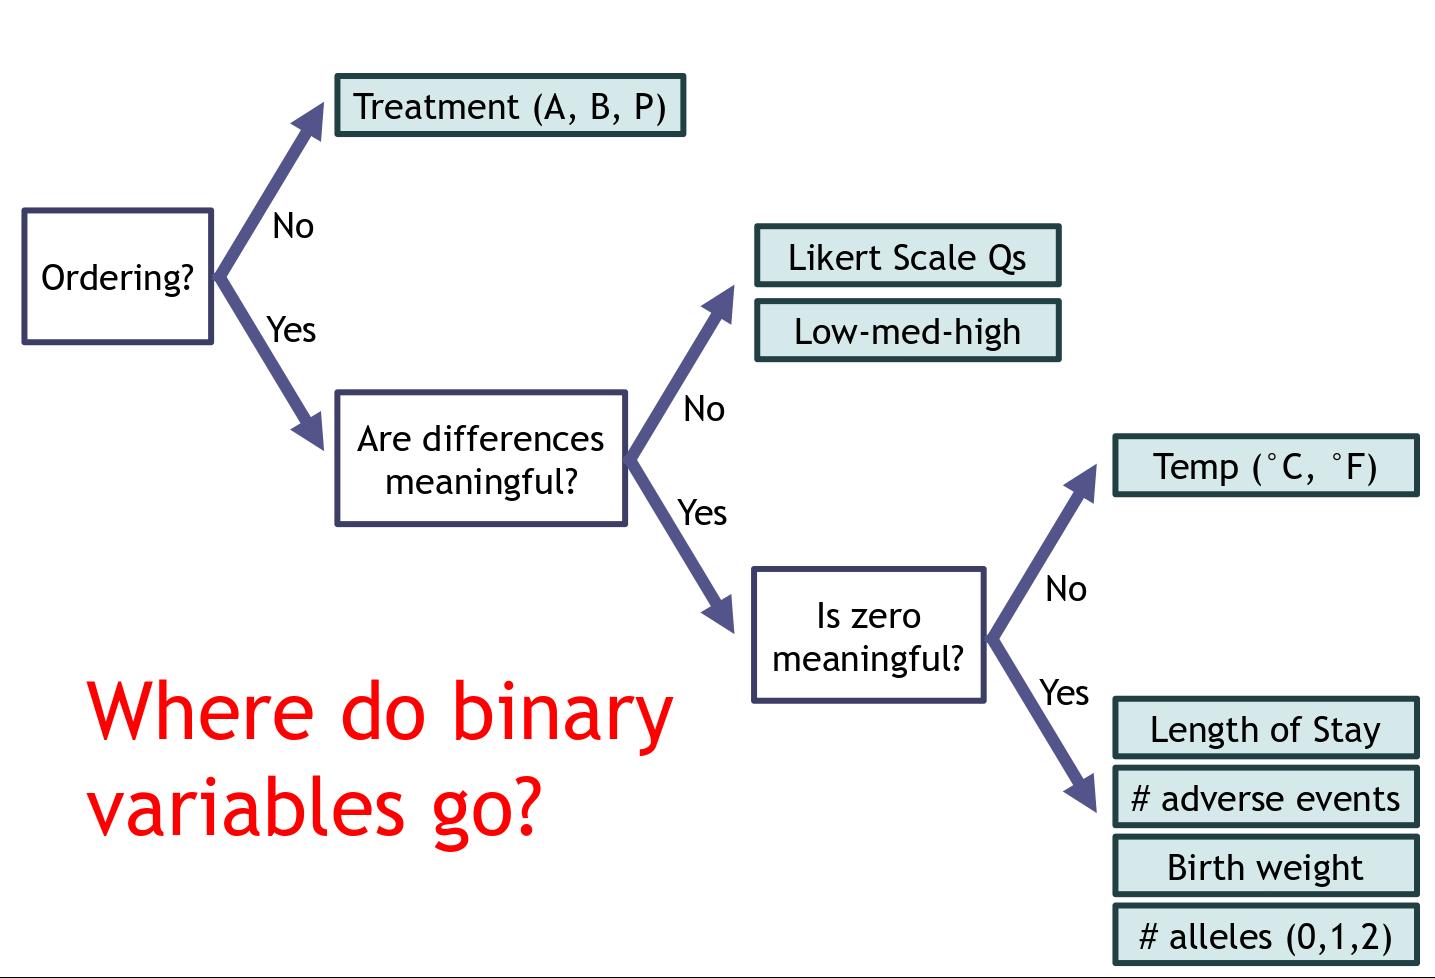 Treatment (A, B, P)
No
Ordering?
Yes
Likert Scale Qs
Low-med-high
No
Are differences
meaningful?
Yes
Temp (°C, °F)
No
Is zero
meaningful?
Yes
Length of Stay
# adverse events
Birth weight
# alleles (0,1,2)
Where do binary
variables go?